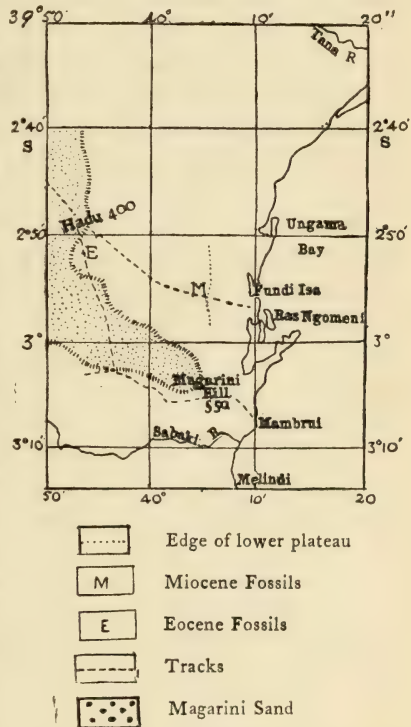 39° 50' 40° 10' 20"
Tana R
2°40 2°40
S S
Hadu 400
2°50 Ungama 2°50
Bay
E
M Fundi Isa
Ras Ngomeni
3° 3°
Magarini
Hill
550
Mambrui
Sabaki R
3°10 3°10
Melindi
50' 40° 10' 20
Edge of lower plateau
M Miocene Fossils
E Eocene Fossils
Tracks
Magarini Sand